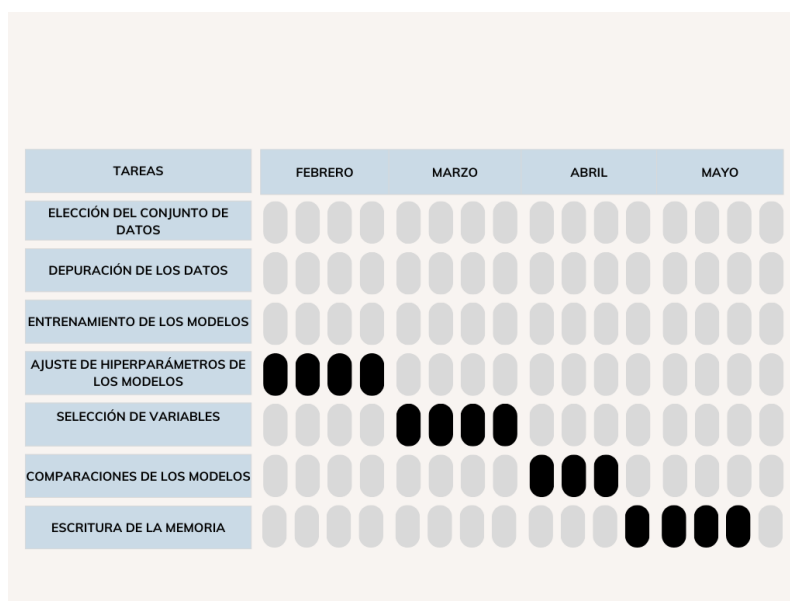 TAREAS
FEBRERO
MARZO
ABRIL
MAYO
ELECCIÓN DEL CONJUNTO DE
DATOS
DEPURACIÓN DE LOS DATOS
ENTRENAMIENTO DE LOS MODELOS
AJUSTE DE HIPERPARÁMETROS DE
LOS MODELOS
SELECCIÓN DE VARIABLES
COMPARACIONES DE LOS MODELOS
ESCRITURA DE LA MEMORIA